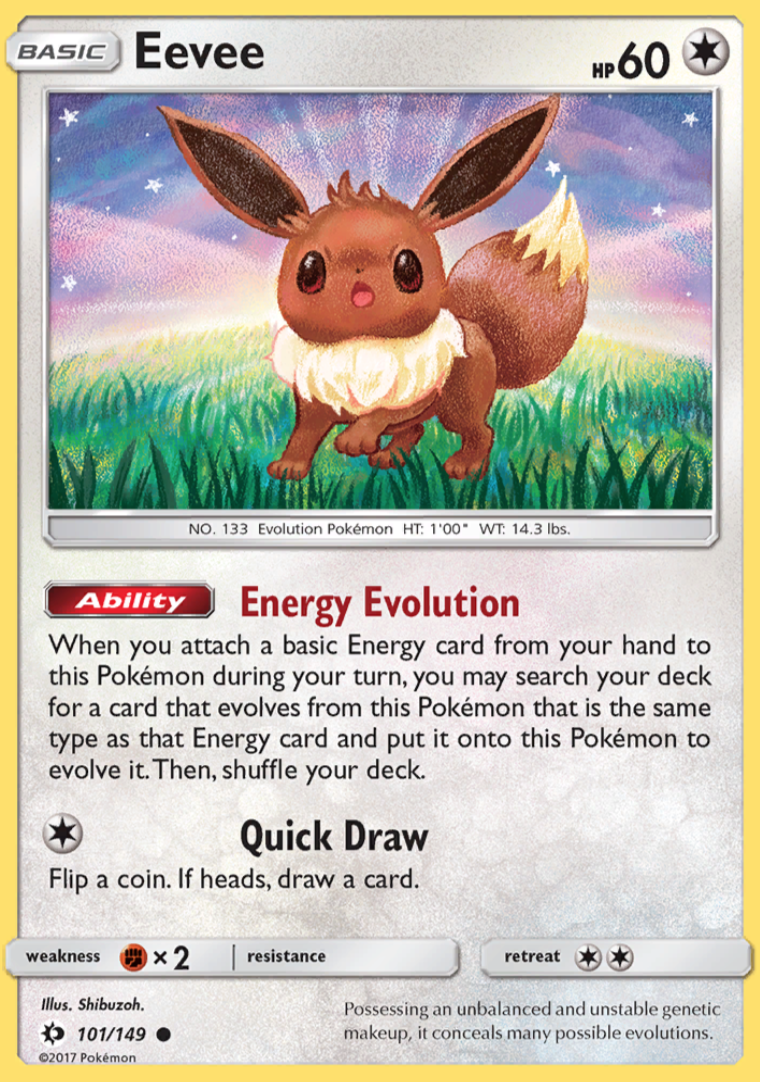 BASIC Eevee HP60
NO. 133 Evolution Pokémon HT: 1'00" WT: 14.3 lbs.
Ability Energy Evolution
When you attach a basic Energy card from your hand to
this Pokémon during your turn, you may search your deck
for a card that evolves from this Pokémon that is the same
type as that Energy card and put it onto this Pokémon to
evolve it. Then, shuffle your deck.
Quick Draw
Flip a coin. If heads, draw a card.
weakness ×2 resistance retreat
Illus. Shibuzoh.
101/149
©2017 Pokémon
Possessing an unbalanced and unstable genetic
makeup, it conceals many possible evolutions.